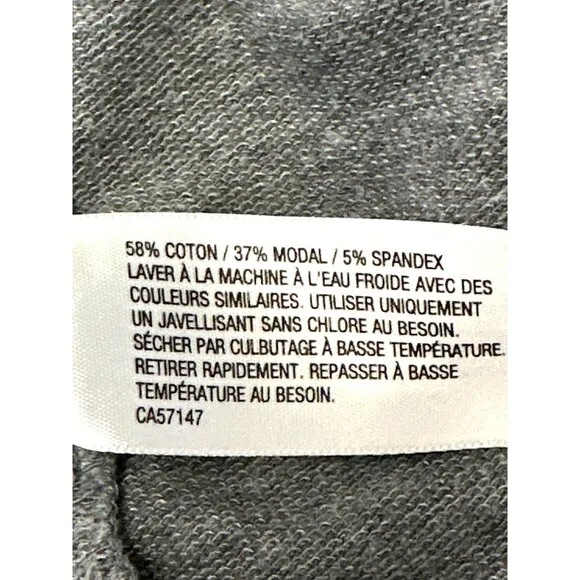 58% COTON / 37% MODAL / 5% SPANDEX
LAVER À LA MACHINE À L'EAU FROIDE AVEC DES
COULEURS SIMILAIRES. UTILISER UNIQUEMENT
UN JAVELLISANT SANS CHLORE AU BESOIN.
SÉCHER PAR CULBUTAGE À BASSE TEMPÉRATURE.
RETIRER RAPIDEMENT. REPASSER À BASSE
TEMPÉRATURE AU BESOIN.
CA57147